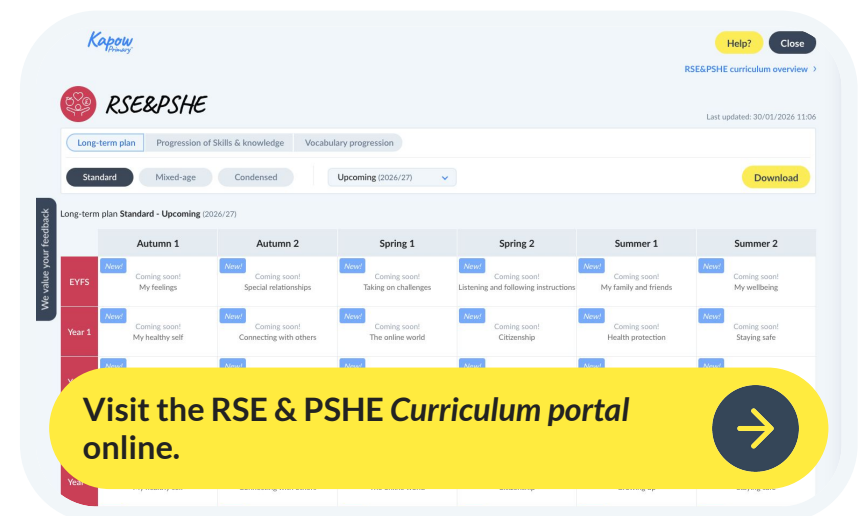 Kapow
Primary
Help?
Close
RSE&PSHE curriculum overview
RSE&PSHE
Last updated: 30/01/2026 11:06
Long-term plan
Progression of Skills & knowledge
Vocabulary progression
Standard
Mixed-age
Condensed
Upcoming (2026/27)
Download
We value your feedback
Long-term plan Standard - Upcoming (2026/27)
Autumn 1 Autumn 2 Spring 1 Spring 2 Summer 1 Summer 2
New! New! New! New! New! New!
Coming soon! Coming soon! Coming soon! Coming soon! Coming soon! Coming soon!
EYFS
My feelings Special relationships Taking on challenges Listening and following instructions My family and friends My wellbeing
New! New! New! New! New! New!
Coming soon! Coming soon! Coming soon! Coming soon! Coming soon! Coming soon!
Year 1
My healthy self Connecting with others The online world Citizenship Health protection Staying safe
New! New! New! New! New! New!
Visit the RSE & PSHE Curriculum portal
online.
Year